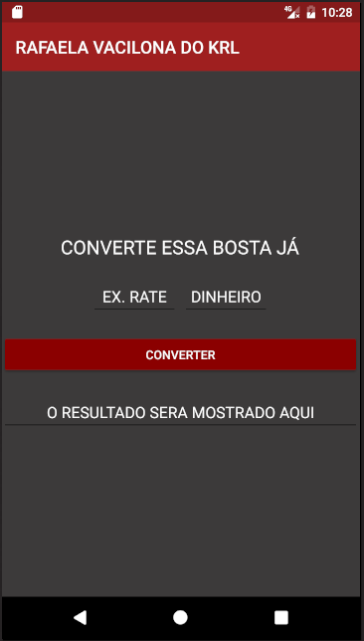 4G 10:28
RAFAELA VACILONA DO KRL
CONVERTE ESSA BOSTA JÁ
EX. RATE DINHEIRO
CONVERTER
O RESULTADO SERA MOSTRADO AQUI